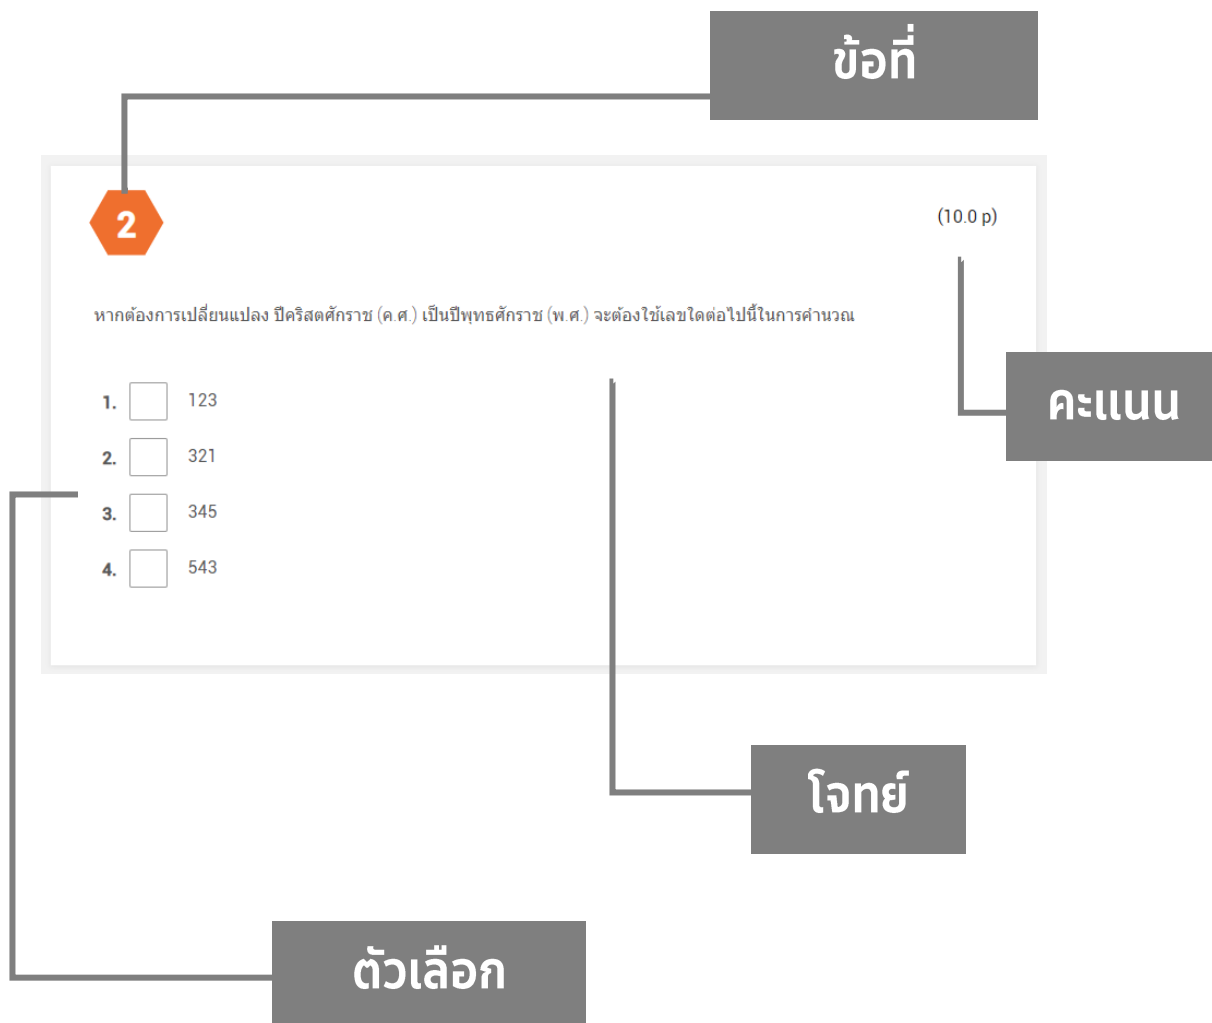 ข้อที่
2
(10.0 p)
หากต้องการเปลี่ยนแปลง ปีคริสตศักราช (ค.ศ.) เป็นปีพุทธศักราช (พ.ศ.) จะต้องใช้เลขใดต่อไปนี้ในการคำนวณ
คะแนน
1. 123
2. 321
3. 345
4. 543
โจทย์
ตัวเลือก